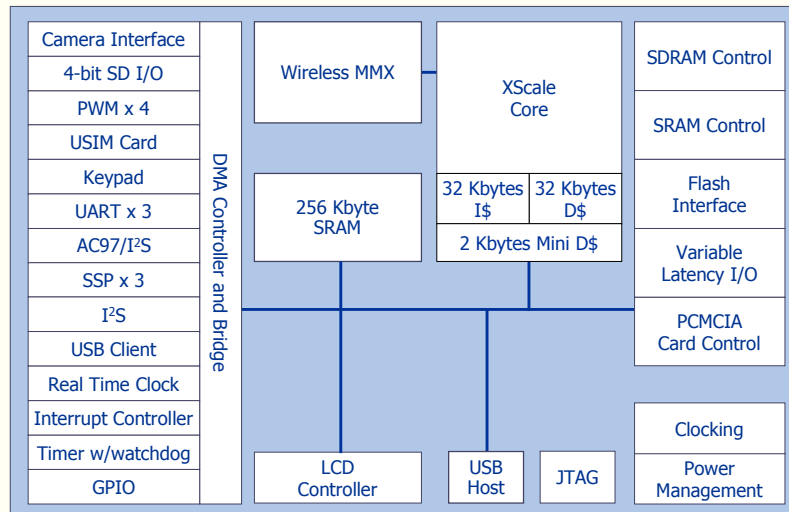 Camera Interface
4-bit SD I/O
PWM x 4
USIM Card
Keypad
UART x 3
AC97/I²S
SSP x 3
I²S
USB Client
Real Time Clock
Interrupt Controller
Timer w/watchdog
GPIO
DMA Controller and Bridge
Wireless MMX
256 Kbyte
SRAM
LCD
Controller
XScale
Core
32 Kbytes
I$
32 Kbytes
D$
2 Kbytes Mini D$
USB
Host
JTAG
SDRAM Control
SRAM Control
Flash
Interface
Variable
Latency I/O
PCMCIA
Card Control
Clocking
Power
Management